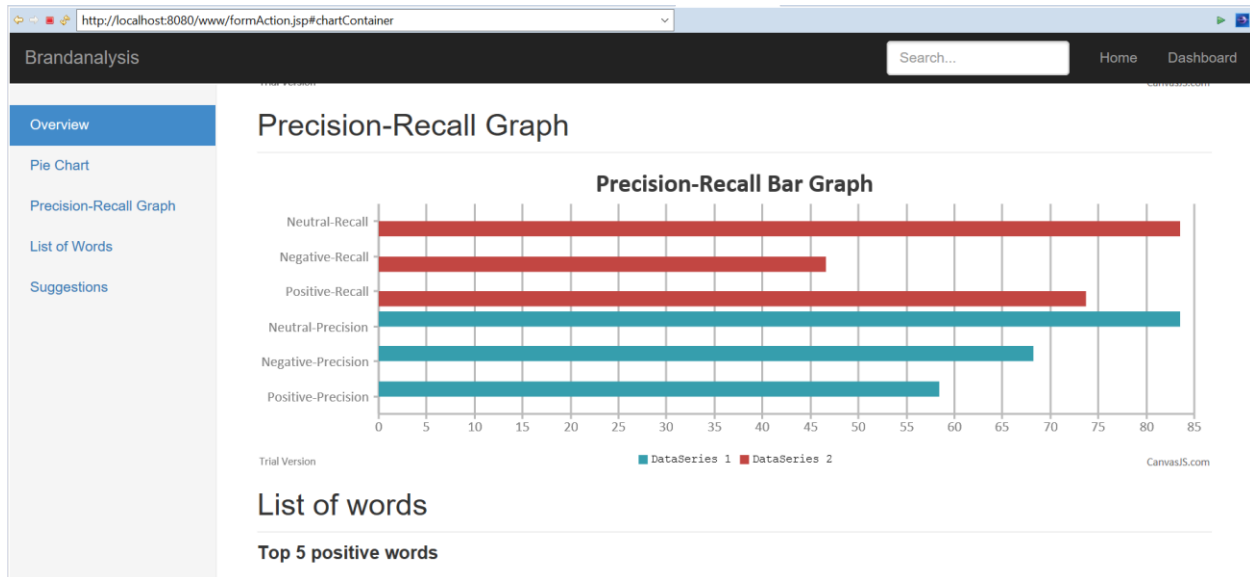 http://localhost:8080/www/formAction.jsp#chartContainer
Brandanalysis
Search...
Home
Dashboard
Trial Version
CanvasJS.com
Overview
Pie Chart
Precision-Recall Graph
List of Words
Suggestions
Precision-Recall Graph
Precision-Recall Bar Graph
Neutral-Recall
Negative-Recall
Positive-Recall
Neutral-Precision
Negative-Precision
Positive-Precision
0 5 10 15 20 25 30 35 40 45 50 55 60 65 70 75 80 85
Trial Version
DataSeries 1 DataSeries 2
CanvasJS.com
List of words
Top 5 positive words